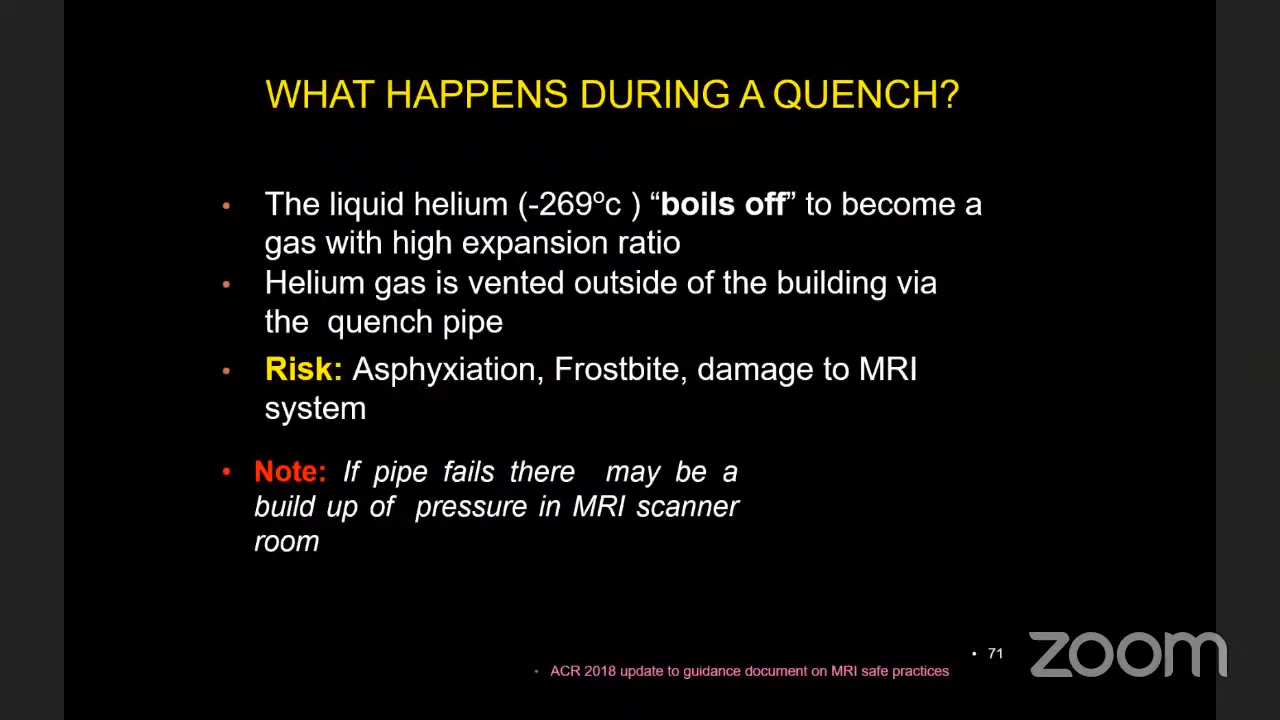 WHAT HAPPENS DURING A QUENCH?
• The liquid helium (-269ºc ) “boils off” to become a
gas with high expansion ratio
• Helium gas is vented outside of the building via
the quench pipe
• Risk: Asphyxiation, Frostbite, damage to MRI
system
• Note: If pipe fails there may be a
build up of pressure in MRI scanner
room
• 71
• ACR 2018 update to guidance document on MRI safe practices
zoom